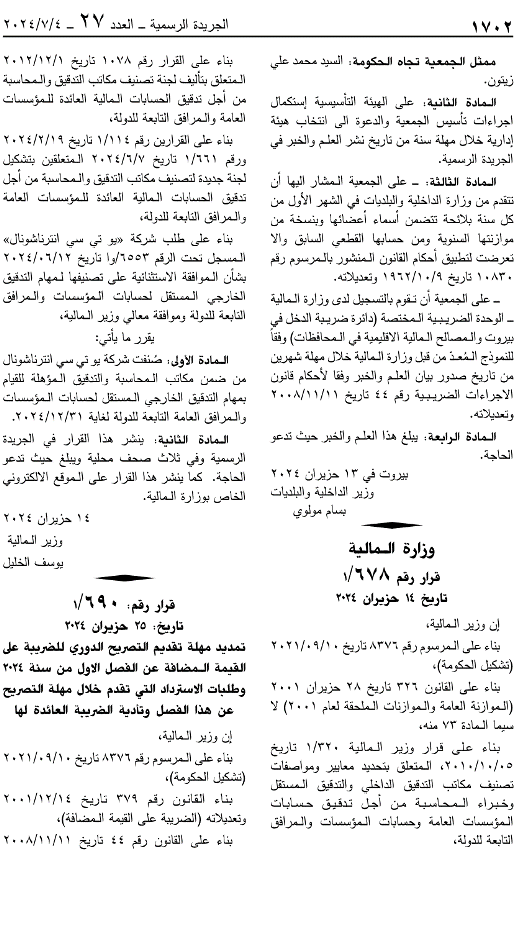 ١٧٠٢
الجريدة الرسمية – العدد ٢٧ – ٢٠٢٤/٧/٤
ممثل الجمعية تجاه الحكومة: السيد محمد علي
زيتون.
المادة الثانية: على الهيئة التأسيسية إستكمال
اجراءات تأسيس الجمعية والدعوة الى انتخاب هيئة
إدارية خلال مهلة سنة من تاريخ نشر العلم والخبر في
الجريدة الرسمية.
المادة الثالثة: – على الجمعية المشار اليها أن
تتقدم من وزارة الداخلية والبلديات في الشهر الأول من
كل سنة بلائحة تتضمن أسماء أعضائها وبنسخة من
موازنتها السنوية ومن حسابها القطعي السابق والا
تعرضت لتطبيق أحكام القانون المنشور بالمرسوم رقم
١٠٨٣٠ تاريخ ١٩٦٢/١٠/٩ وتعديلاته.
– على الجمعية أن تقوم بالتسجيل لدى وزارة المالية
– الوحدة الضريبية المختصة (دائرة ضريبة الدخل في
بيروت والمصالح المالية الاقليمية في المحافظات) وفقاً
للنموذج المُعدّ من قبل وزارة المالية خلال مهلة شهرين
من تاريخ صدور بيان العلم والخبر وفقا لأحكام قانون
الاجراءات الضريبية رقم ٤٤ تاريخ ٢٠٠٨/١١/١١
وتعديلاته.
المادة الرابعة: يبلغ هذا العلم والخبر حيث تدعو
الحاجة.
بيروت في ١٣ حزيران ٢٠٢٤
وزير الداخلية والبلديات
بسام مولوي
وزارة المالية
قرار رقم ٦٧٨/١
تاريخ ١٤ حزيران ٢٠٢٤
إن وزير المالية،
بناء على المرسوم رقم ٨٣٧٦ تاريخ ٢٠٢١/٠٩/١٠
(تشكيل الحكومة)،
بناء على القانون ٣٢٦ تاريخ ٢٨ حزيران ٢٠٠١
(الموازنة العامة والموازنات الملحقة لعام ٢٠٠١) لا
سيما المادة ٧٣ منه،
بناء على قرار وزير المالية ١/٣٢٠ تاريخ
٢٠١٠/١٠/٠٥، المتعلق بتحديد معايير ومواصفات
تصنيف مكاتب التدقيق الداخلي والتدقيق المستقل
وخبراء المحاسبة من أجل تدقيق حسابات
المؤسسات العامة وحسابات المؤسسات والمرافق
التابعة للدولة،
بناء على القرار رقم ١٠٧٨ تاريخ ٢٠١٢/١٢/١
المتعلق بتأليف لجنة تصنيف مكاتب التدقيق والمحاسبة
من أجل تدقيق الحسابات المالية العائدة للمؤسسات
العامة والمرافق التابعة للدولة،
بناء على القرارين رقم ١/١١٤ تاريخ ٢٠٢٤/٢/١٩
ورقم ١/٦٦١ تاريخ ٢٠٢٤/٦/٧ المتعلقين بتشكيل
لجنة جديدة لتصنيف مكاتب التدقيق والمحاسبة من أجل
تدقيق الحسابات المالية العائدة للمؤسسات العامة
والمرافق التابعة للدولة،
بناء على طلب شركة «يو تي سي انترناشونال»
المسجل تحت الرقم ٦٥٥٣/و١ تاريخ ٢٠٢٤/٠٦/١٢
بشأن الموافقة الاستثنائية على تصنيفها لمهام التدقيق
الخارجي المستقل لحسابات المؤسسات والمرافق
التابعة للدولة وموافقة معالي وزير المالية،
يقرر ما يأتي:
المادة الأولى: صُنفت شركة يو تي سي انترناشونال
من ضمن مكاتب المحاسبة والتدقيق المؤهلة للقيام
بمهام التدقيق الخارجي المستقل لحسابات المؤسسات
والمرافق العامة التابعة للدولة لغاية ٢٠٢٤/١٢/٣١.
المادة الثانية: ينشر هذا القرار في الجريدة
الرسمية وفي ثلاث صحف محلية ويبلغ حيث تدعو
الحاجة. كما ينشر هذا القرار على الموقع الالكتروني
الخاص بوزارة المالية.
١٤ حزيران ٢٠٢٤
وزير المالية
يوسف الخليل
قرار رقم: ٦٩٠/١
تاريخ: ٢٥ حزيران ٢٠٢٤
تمديد مهلة تقديم التصريح الدوري للضريبة على
القيمة المضافة عن الفصل الاول من سنة ٢٠٢٤
وطلبات الاسترداد التي تقدم خلال مهلة التصريح
عن هذا الفصل وتأدية الضريبة العائدة لها
إن وزير المالية،
بناء على المرسوم رقم ٨٣٧٦ تاريخ ٢٠٢١/٠٩/١٠
(تشكيل الحكومة)،
بناء القانون رقم ٣٧٩ تاريخ ٢٠٠١/١٢/١٤
وتعديلاته (الضريبة على القيمة المضافة)،
بناء على القانون رقم ٤٤ تاريخ ٢٠٠٨/١١/١١